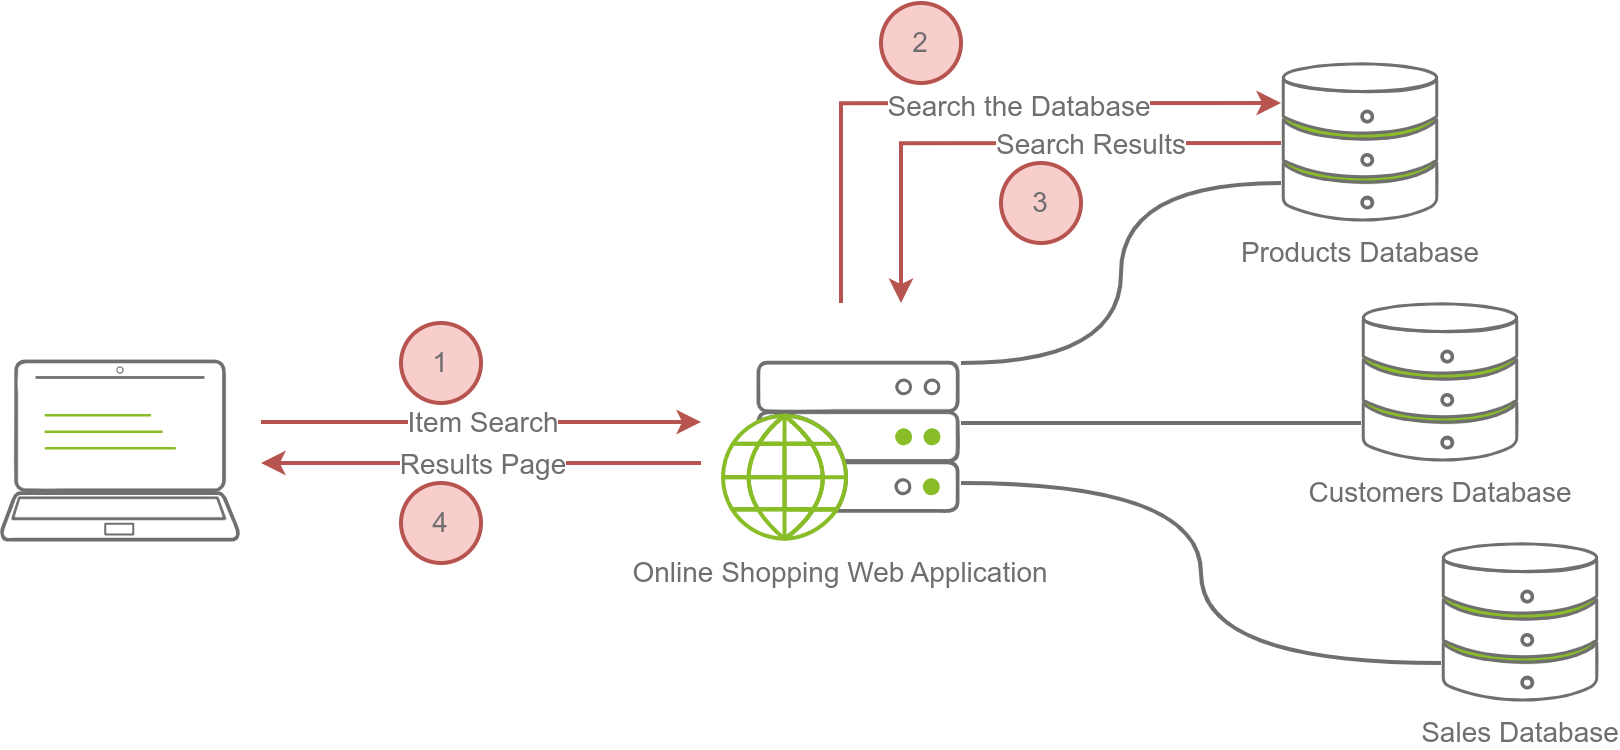 2
Search the Database
Search Results
3
Products Database
1
Item Search
Results Page
4
Online Shopping Web Application
Customers Database
Sales Database